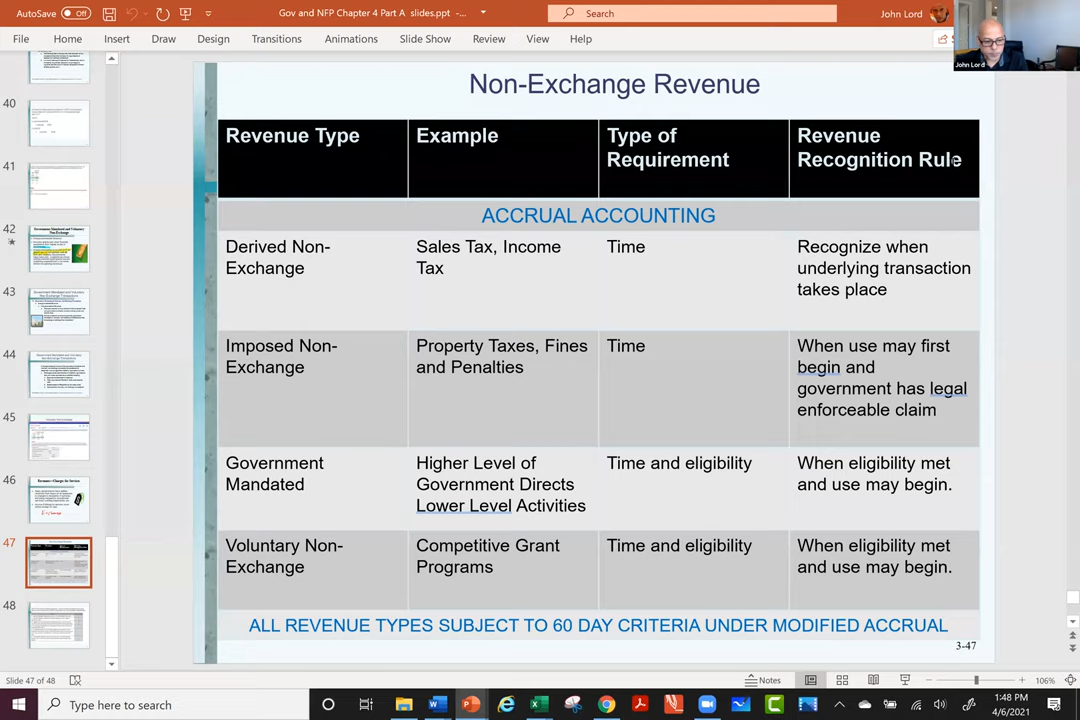 AutoSave Off
Gov and NFP Chapter 4 Part A slides.ppt -...
Search
John Lord
File Home Insert Draw Design Transitions Animations Slide Show Review View Help
John Lord
40
41
42
43
44
45
46
47
48
Non-Exchange Revenue
Revenue Type Example Type of Requirement Revenue Recognition Rule
ACCRUAL ACCOUNTING
Derived Non-
Exchange
Sales Tax, Income
Tax
Time
Recognize when
underlying transaction
takes place
Imposed Non-
Exchange
Property Taxes, Fines
and Penalties
Time
When use may first
begin and
government has legal
enforceable claim
Government
Mandated
Higher Level of
Government Directs
Lower Level Activities
Time and eligibility
When eligibility met
and use may begin.
Voluntary Non-
Exchange
Competitive Grant
Programs
Time and eligibility
When eligibility met
and use may begin.
ALL REVENUE TYPES SUBJECT TO 60 DAY CRITERIA UNDER MODIFIED ACCRUAL
3-47
Slide 47 of 48
Notes
106%
Type here to search
1:48 PM
4/6/2021